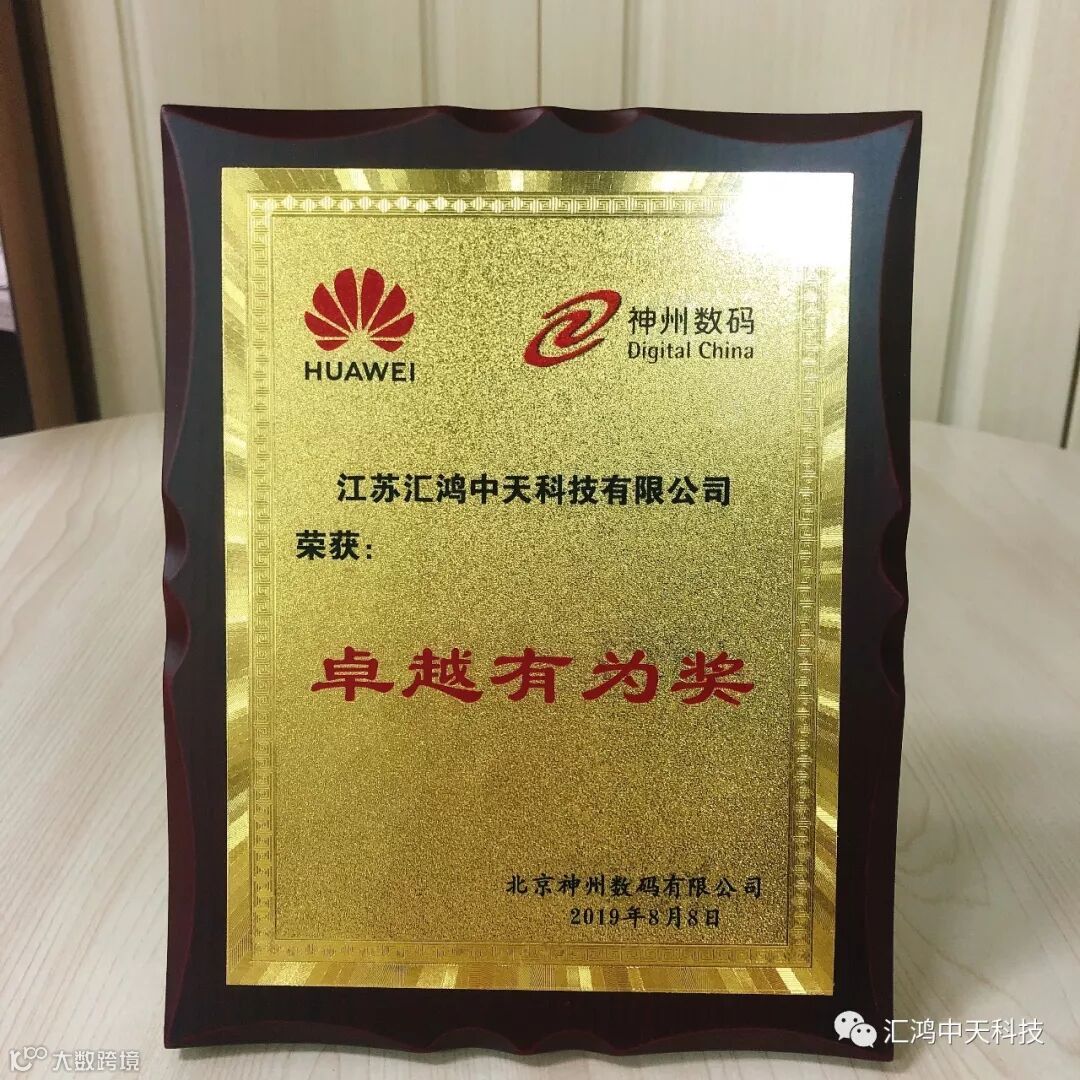 HUAWEI
神州数码
Digital China
江苏汇鸿中天科技有限公司
荣获：
卓越有为奖
北京神州数码有限公司
2019年8月8日
汇鸿中天科技
大数跨境